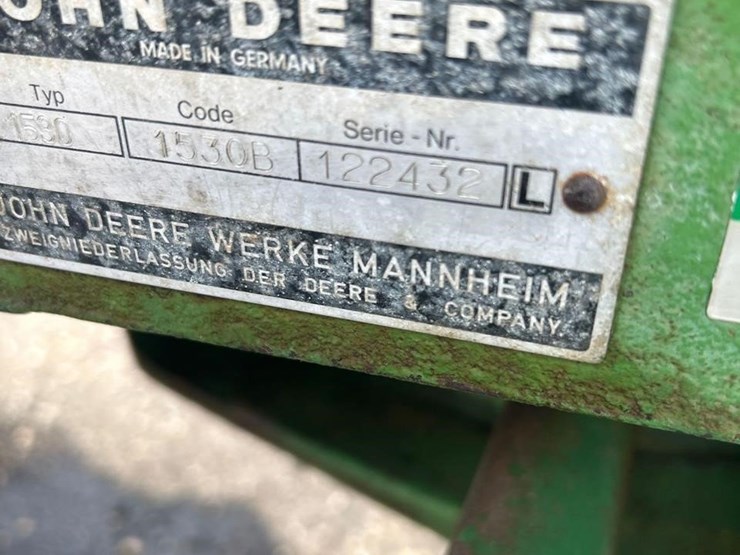 JOHN DEERE
MADE IN GERMANY
Typ Code Serie - Nr.
1530 1530B 122432 L
JOHN DEERE WERKE MANNHEIM
ZWEIGNIEDERLASSUNG DER DEERE & COMPANY